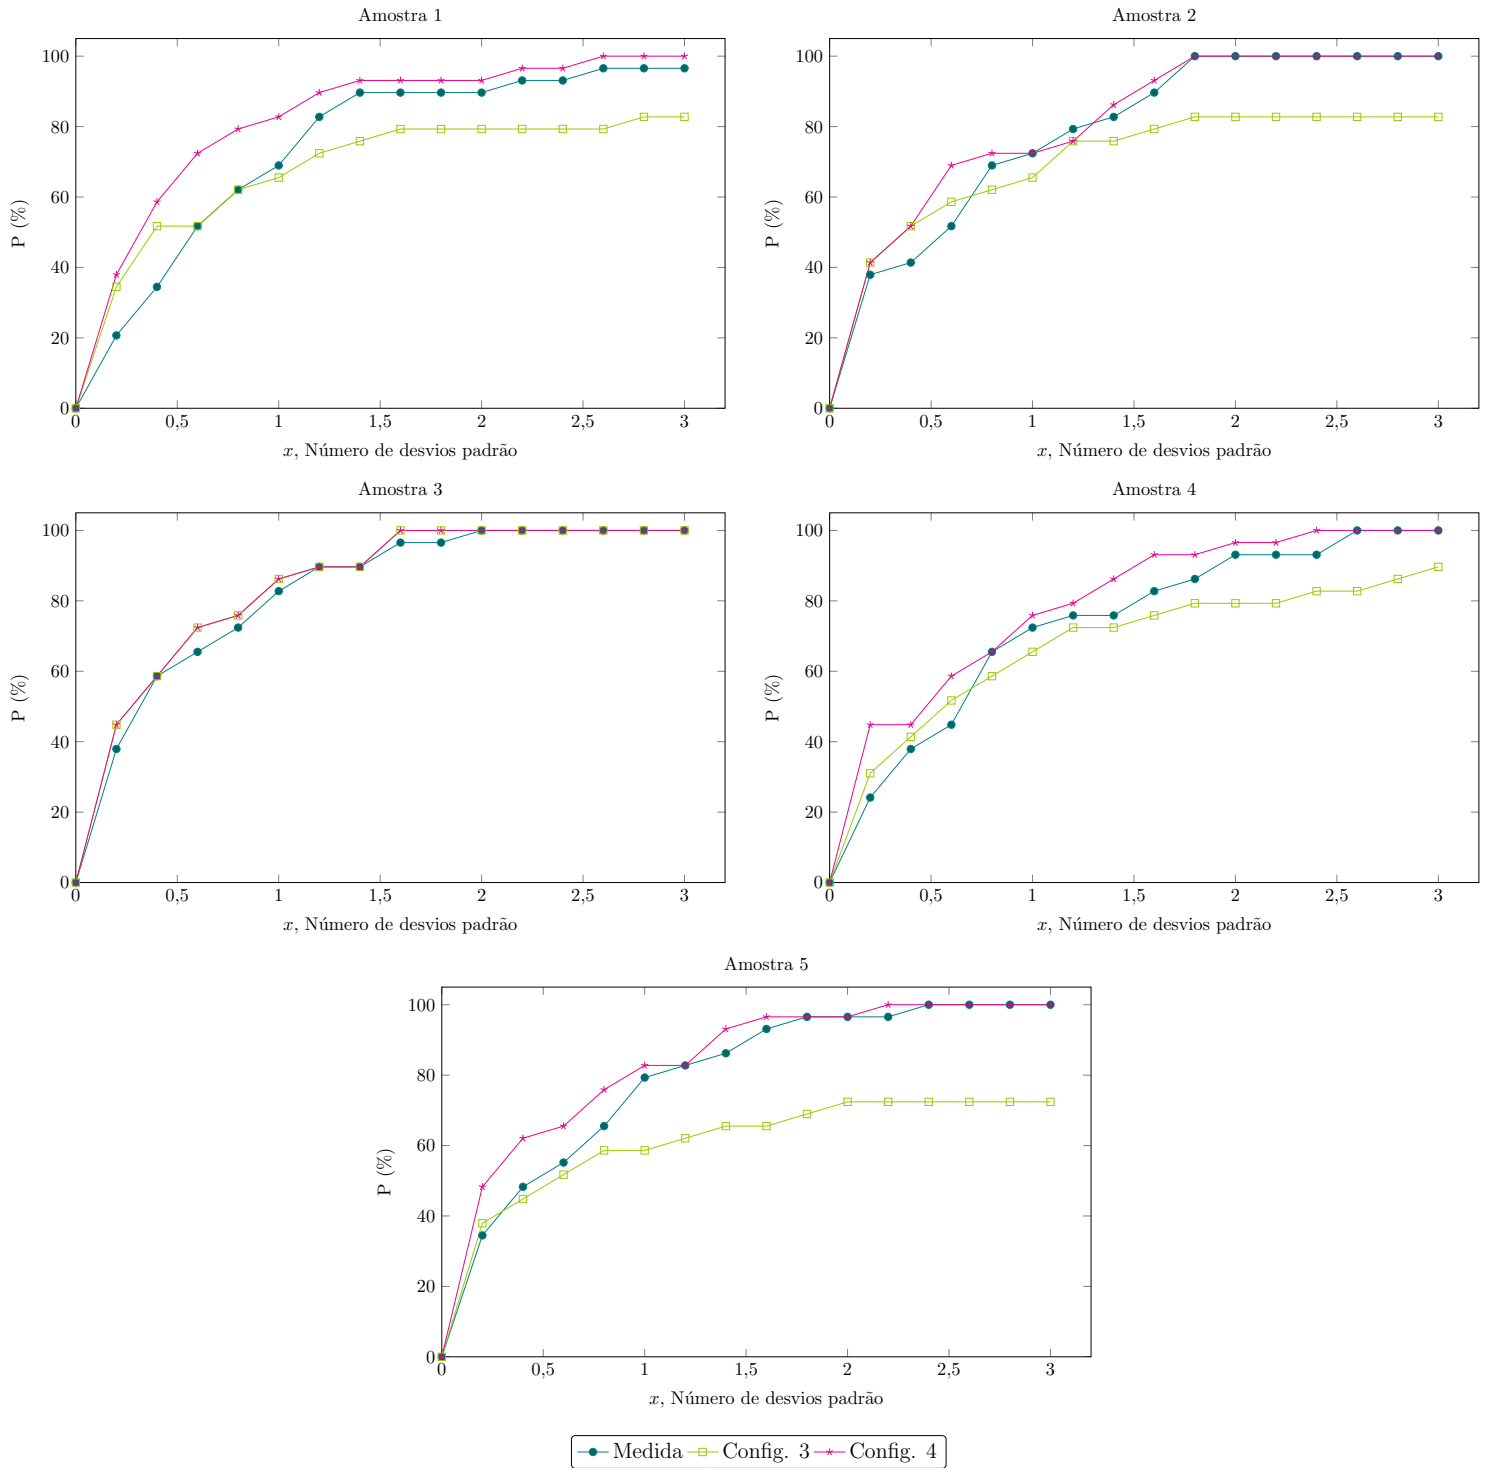 Amostra 1
100
80
60
40
20
0
P (%)
0 0,5 1 1,5 2 2,5 3
x, Número de desvios padrão
Amostra 2
100
80
60
40
20
0
P (%)
0 0,5 1 1,5 2 2,5 3
x, Número de desvios padrão
Amostra 3
100
80
60
40
20
0
P (%)
0 0,5 1 1,5 2 2,5 3
x, Número de desvios padrão
Amostra 4
100
80
60
40
20
0
P (%)
0 0,5 1 1,5 2 2,5 3
x, Número de desvios padrão
Amostra 5
100
80
60
40
20
0
P (%)
0 0,5 1 1,5 2 2,5 3
x, Número de desvios padrão
Medida Config. 3 Config. 4